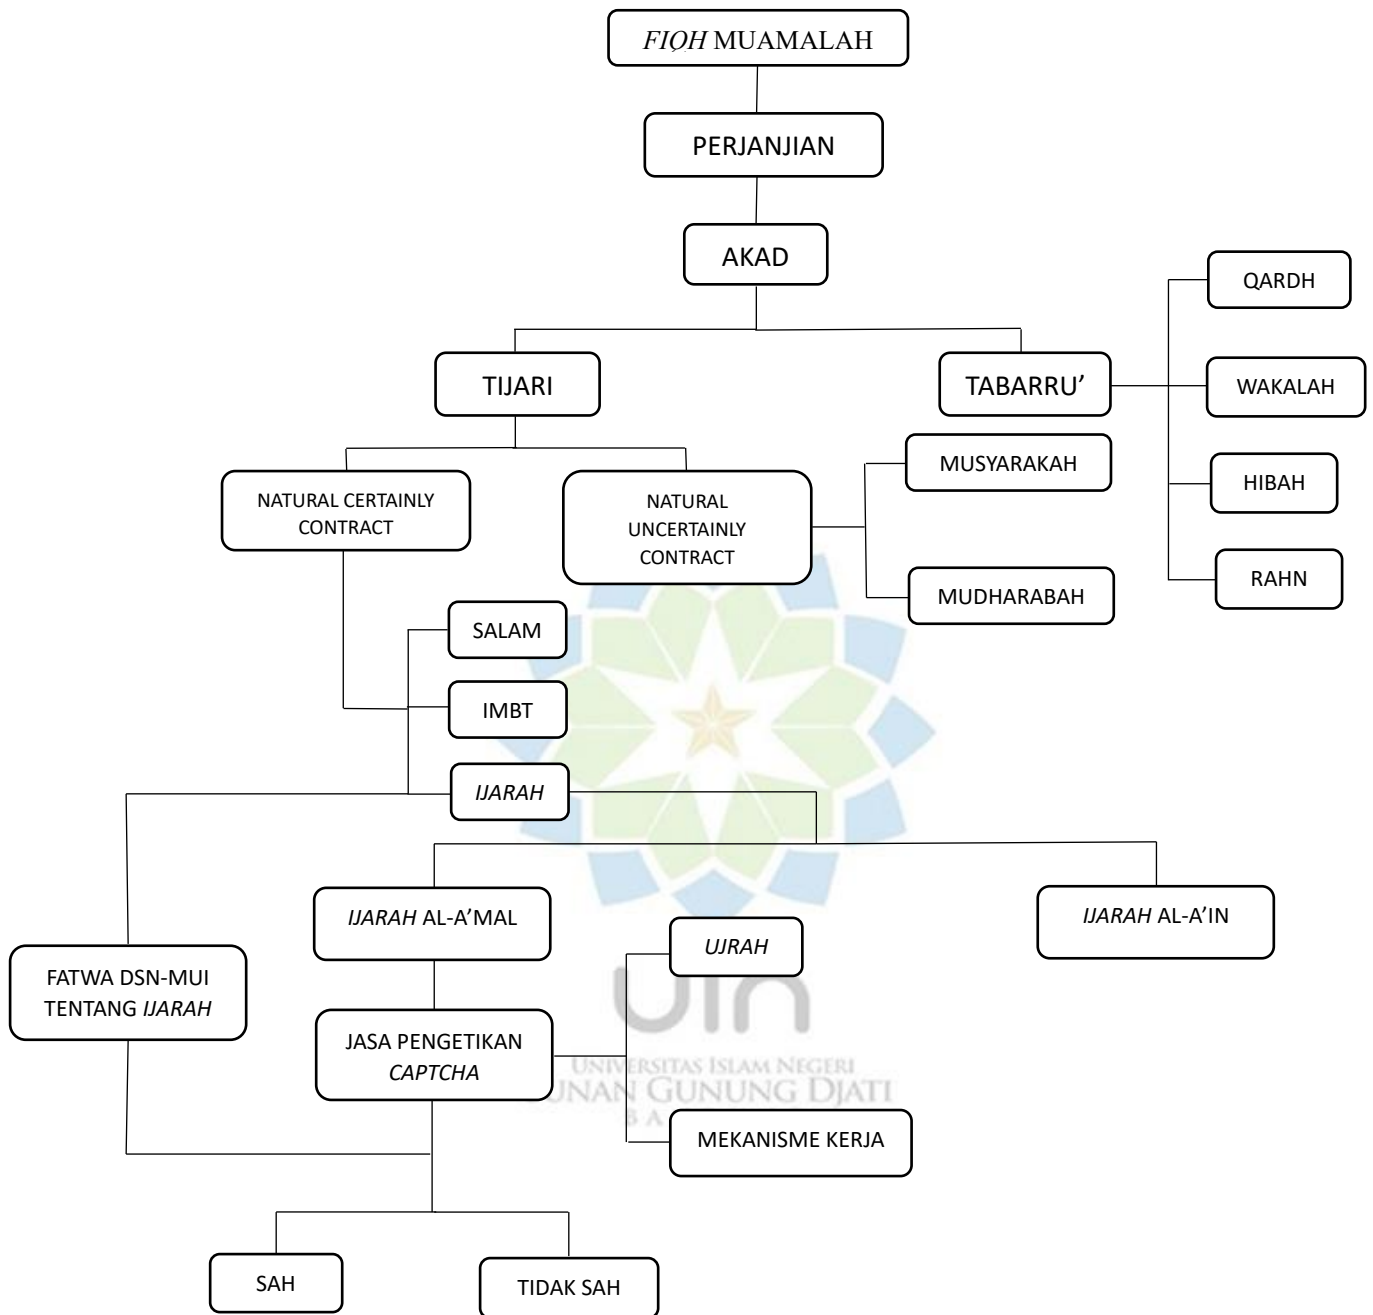 FIQH MUAMALAH
PERJANJIAN
AKAD
QARDH
TIJARI
TABARRU’
WAKALAH
MUSYARAKAH
NATURAL CERTAINLY
CONTRACT
NATURAL
UNCERTAINLY
CONTRACT
HIBAH
RAHN
MUDHARABAH
SALAM
IMBT
IJARAH
IJARAH AL-A’MAL
IJARAH AL-A’IN
UJRAH
FATWA DSN-MUI
TENTANG IJARAH
uin
JASA PENGETIKAN
CAPTCHA
UNIVERSITAS ISLAM NEGERI
UNAN GUNUNG DJATI
B A
MEKANISME KERJA
SAH
TIDAK SAH